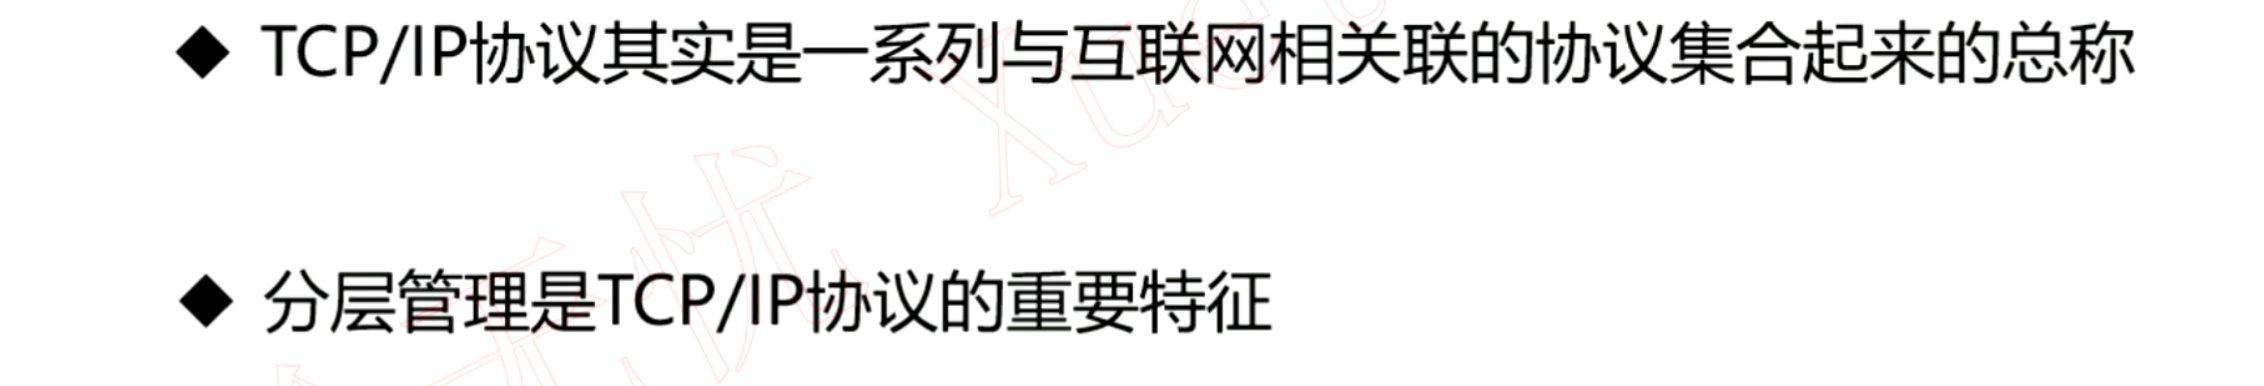 ◆ TCP/IP协议其实是一系列与互联网相关联的协议集合起来的总称
◆ 分层管理是TCP/IP协议的重要特征